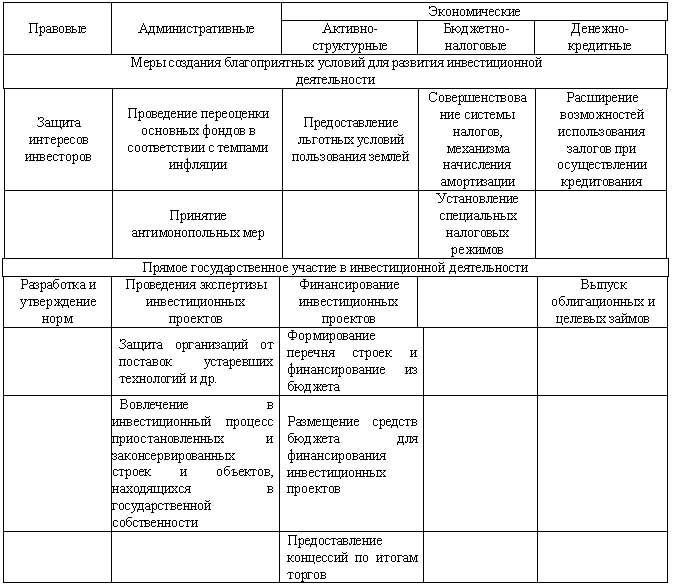 Правовые
Административные
Экономические
Активно-
структурные
Бюджетно-
налоговые
Денежно-
кредитные
Меры создания благоприятных условий для развития инвестиционной
деятельности
Защита
интересов
инвесторов
Проведение переоценки
основных фондов в
соответствии с темпами
инфляции
Предоставление
льготных условий
пользования землей
Совершенствова
ние системы
налогов,
механизма
начисления
амортизации
Расширение
возможностей
использования
залогов при
осуществлении
кредитования
Принятие
антимонопольных мер
Установление
специальных
налоговых
режимов
Прямое государственное участие в инвестиционной деятельности
Разработка и
утверждение
норм
Проведения экспертизы
инвестиционных
проектов
Финансирование
инвестиционных
проектов
Выпуск
облигационных и
целевых займов
Защита организаций от
поставок устаревших
технологий и др.
Формирование
перечня строек и
финансирование из
бюджета
Вовлечение в
инвестиционный процесс
приостановленных и
законсервированных
строек и объектов,
находящихся в
государственной
собственности
Размещение средств
бюджета для
финансирования
инвестиционных
проектов
Предоставление
концессий по итогам
торгов